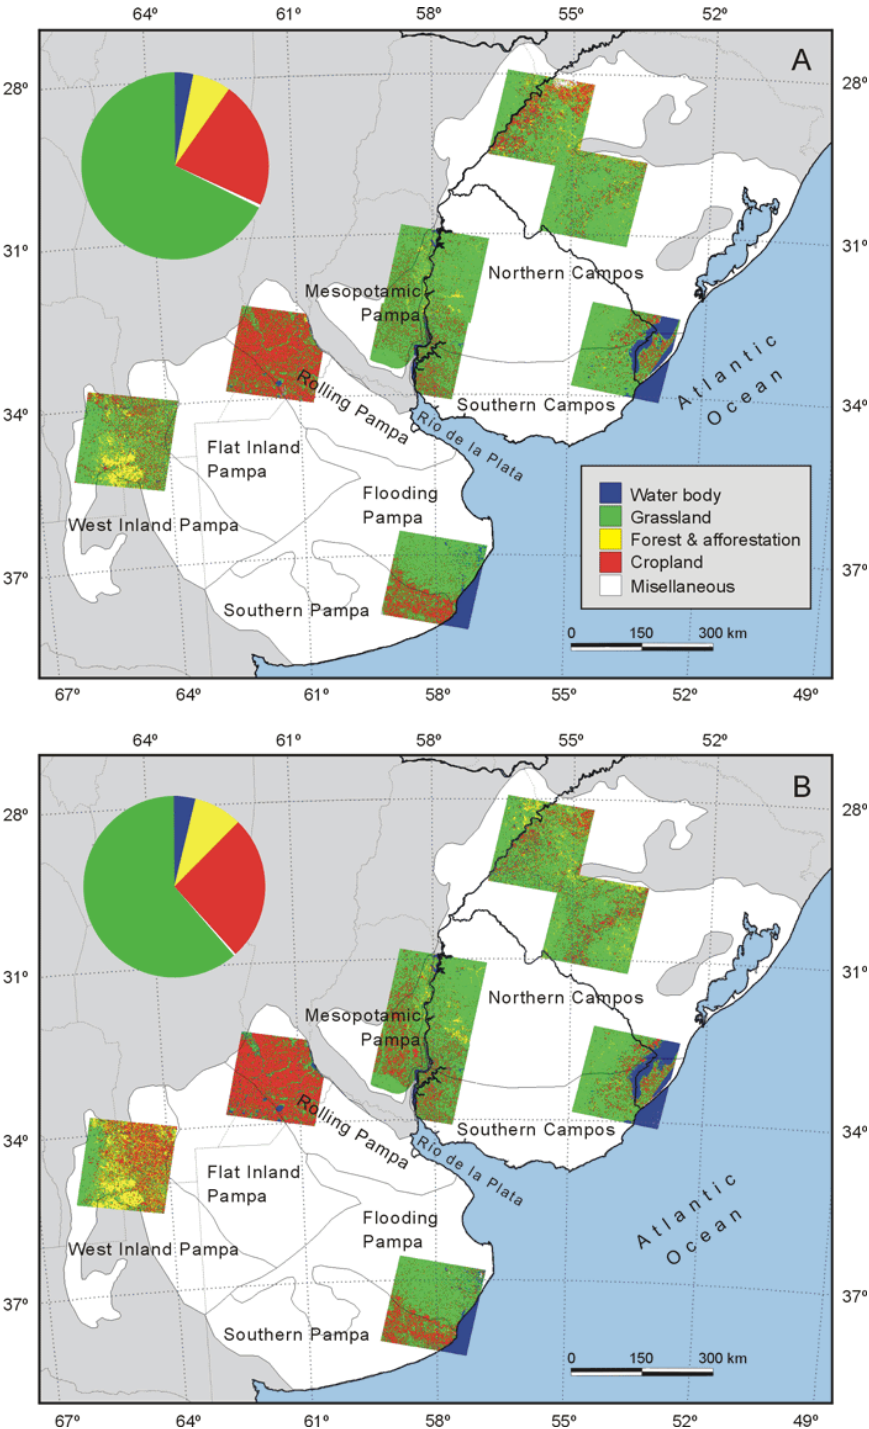 64º 61º 58º 55º 52º
A
28º 28º
31º 31º
Northern Campos
Mesopotamic
Pampa
Rolling Pampa
Atlantic
Ocean
34º 34º
Southern Campos
Río de la Plata
Flat Inland
Pampa
Flooding
Pampa
West Inland Pampa
Water body
Grassland
Forest & afforestation
Cropland
Misellaneous
37º 37º
Southern Pampa
0 150 300 km
67º 64º 61º 58º 55º 52º 49º
64º 61º 58º 55º 52º
B
28º 28º
31º 31º
Northern Campos
Mesopotamic
Pampa
Rolling Pampa
34º 34º
Southern Campos
Río de la Plata
Flat Inland
Pampa
Atlantic
Ocean
Flooding
Pampa
West Inland Pampa
37º 37º
Southern Pampa
0 150 300 km
67º 64º 61º 58º 55º 52º 49º